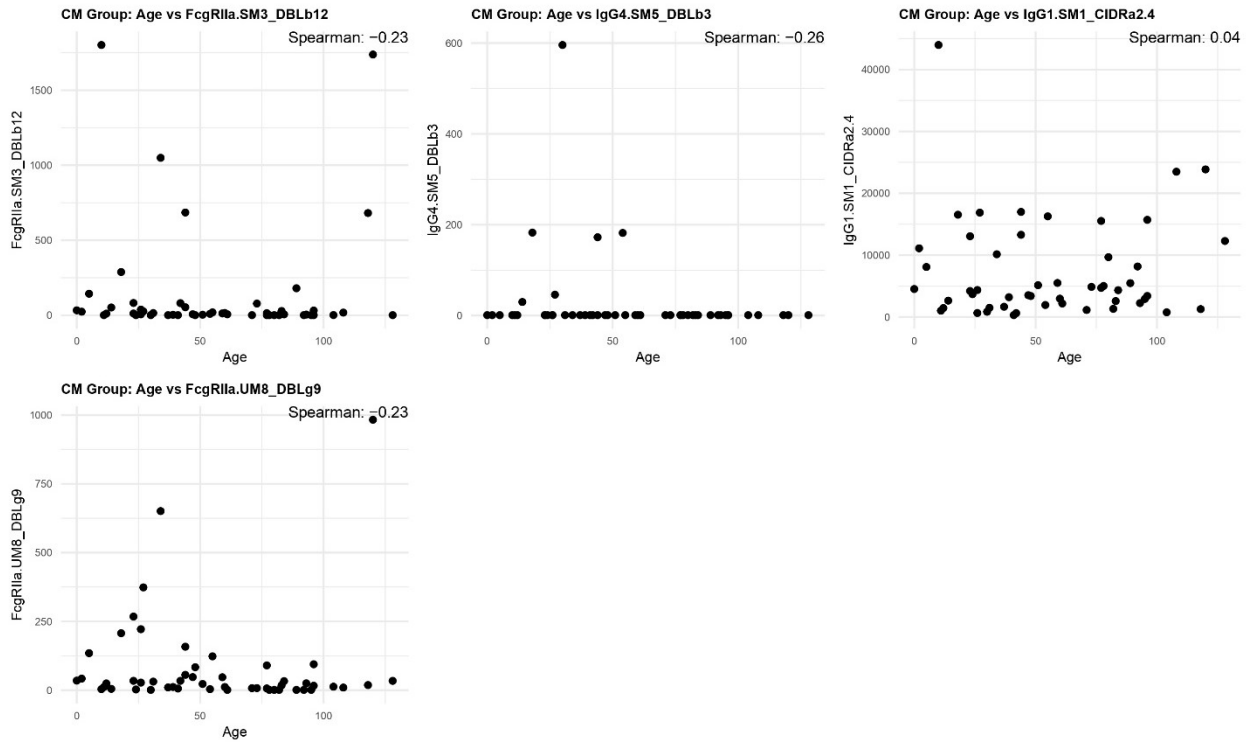 CM Group: Age vs FcgRIIa.SM3_DBLb12
Spearman: −0.23
FcgRIIa.SM3_DBLb12
1500
1000
500
0
0 50 100
Age
CM Group: Age vs IgG4.SM5_DBLb3
Spearman: −0.26
IgG4.SM5_DBLb3
600
400
200
0
0 50 100
Age
CM Group: Age vs IgG1.SM1_CIDRa2.4
Spearman: 0.04
IgG1.SM1_CIDRa2.4
40000
30000
20000
10000
0
0 50 100
Age
CM Group: Age vs FcgRIIa.UM8_DBLg9
Spearman: −0.23
FcgRIIa.UM8_DBLg9
1000
750
500
250
0
0 50 100
Age